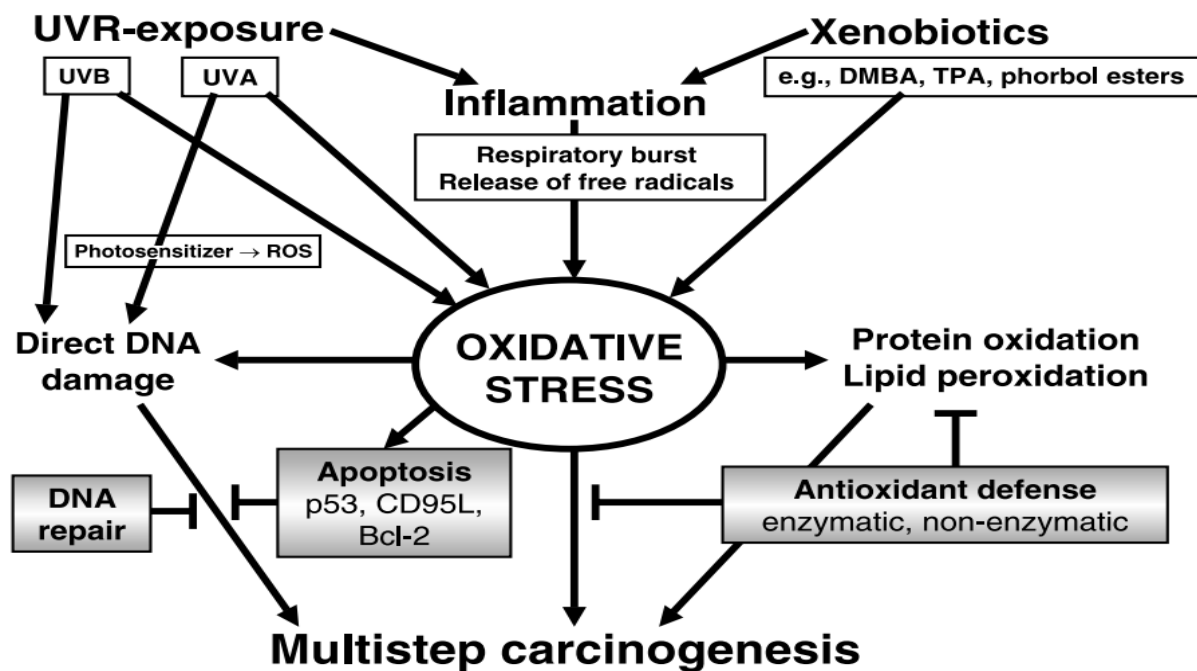 UVR-exposure
Xenobiotics
UVB
UVA
e.g., DMBA, TPA, phorbol esters
Inflammation
Respiratory burst
Release of free radicals
Photosensitizer → ROS
Direct DNA
damage
OXIDATIVE
STRESS
Protein oxidation
Lipid peroxidation
DNA
repair
Apoptosis
p53, CD95L,
Bcl-2
Antioxidant defense
enzymatic, non-enzymatic
Multistep carcinogenesis